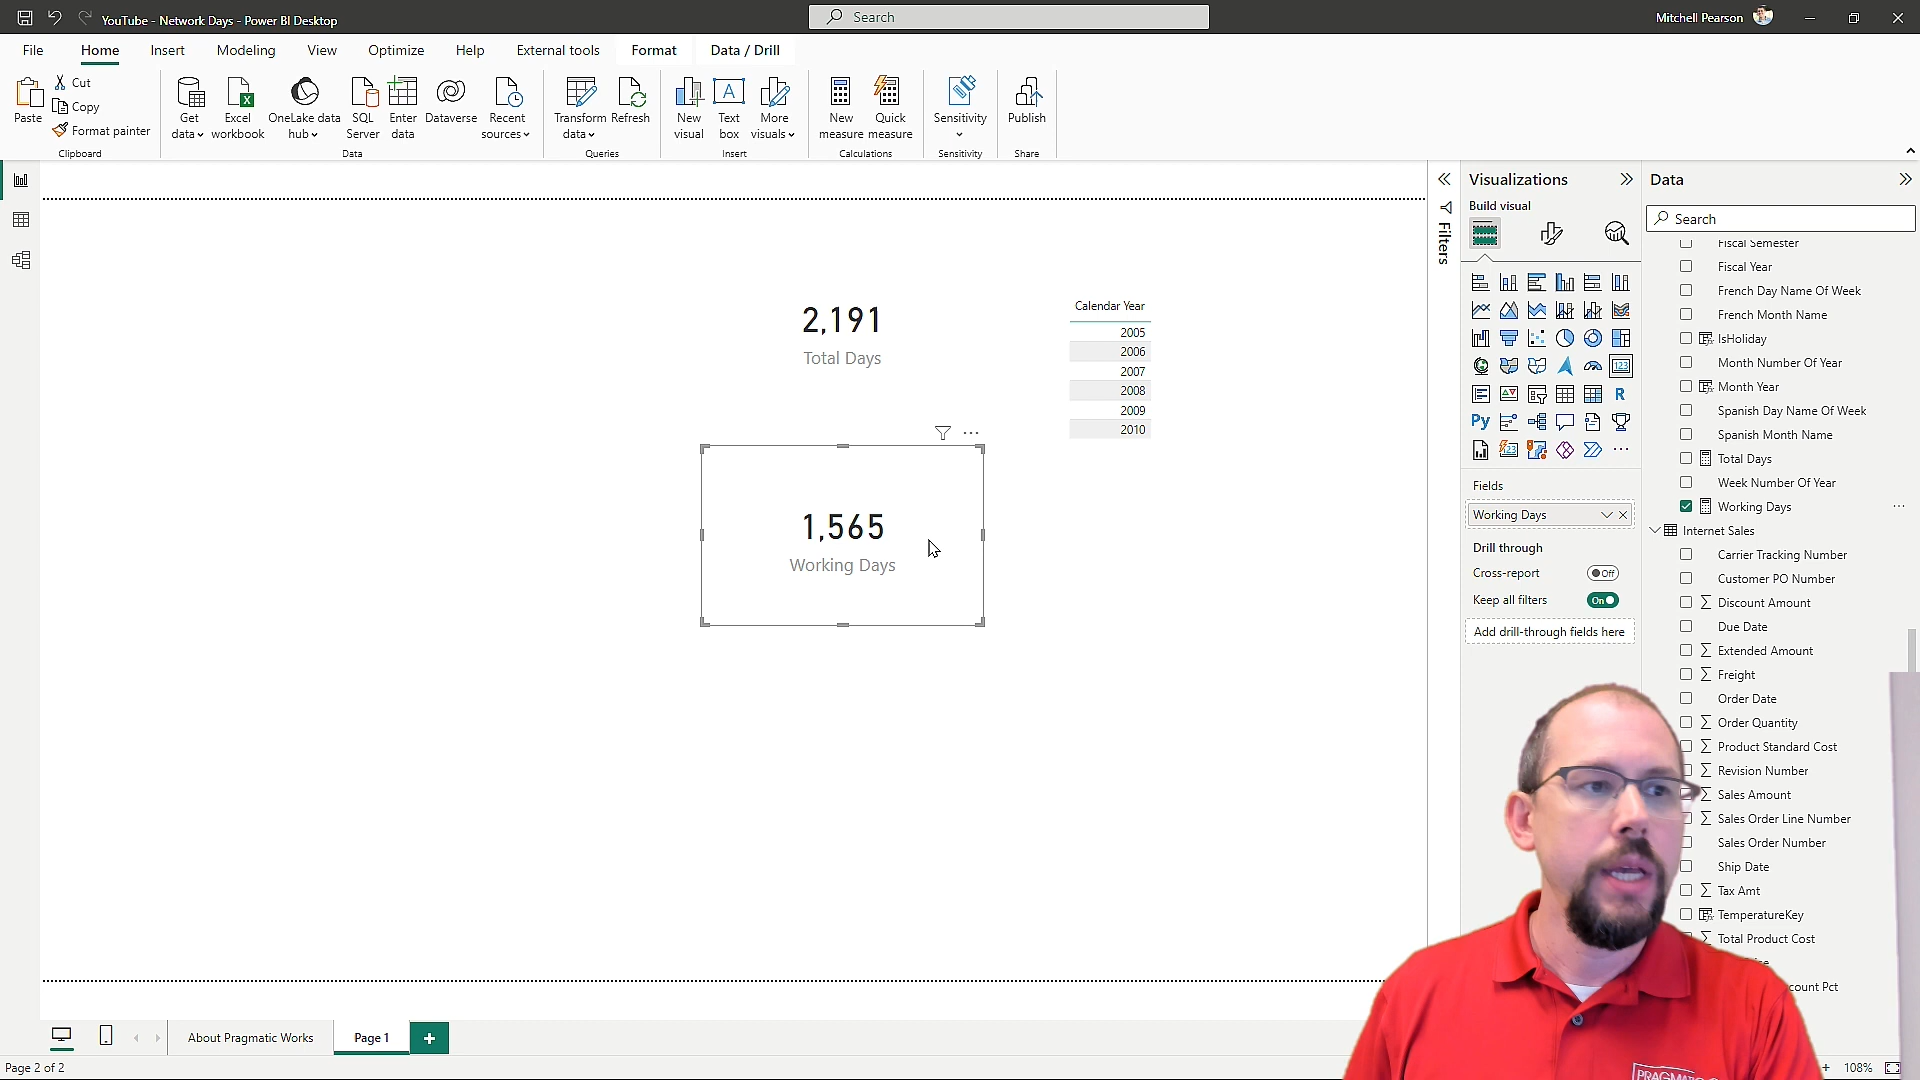 YouTube - Network Days - Power BI Desktop
Search
Mitchell Pearson
File
Home
Insert
Modeling
View
Optimize
Help
External tools
Format
Data / Drill
Paste
Cut
Copy
Format painter
Clipboard
Get
data
Excel
workbook
OneLake data
hub
SQL
Server
Enter
data
Dataverse
Recent
sources
Data
Transform
data
Refresh
Queries
New
visual
Text
box
More
visuals
Insert
New
measure
Quick
measure
Calculations
Sensitivity
Sensitivity
Publish
Share
2,191
Total Days
Calendar Year
2005
2006
2007
2008
2009
2010
1,565
Working Days
Filters
Visualizations
Build visual
Fields
Working Days
Drill through
Cross-report
Off
Keep all filters
On
Add drill-through fields here
Data
Search
Fiscal Semester
Fiscal Year
French Day Name Of Week
French Month Name
IsHoliday
Month Number Of Year
Month Year
Spanish Day Name Of Week
Spanish Month Name
Total Days
Week Number Of Year
Working Days
Internet Sales
Carrier Tracking Number
Customer PO Number
Discount Amount
Due Date
Extended Amount
Freight
Order Date
Order Quantity
Product Standard Cost
Revision Number
Sales Amount
Sales Order Line Number
Sales Order Number
Ship Date
Tax Amt
TemperatureKey
Total Product Cost
count Pct
About Pragmatic Works
Page 1
Page 2 of 2
108%
PRAGMATIC